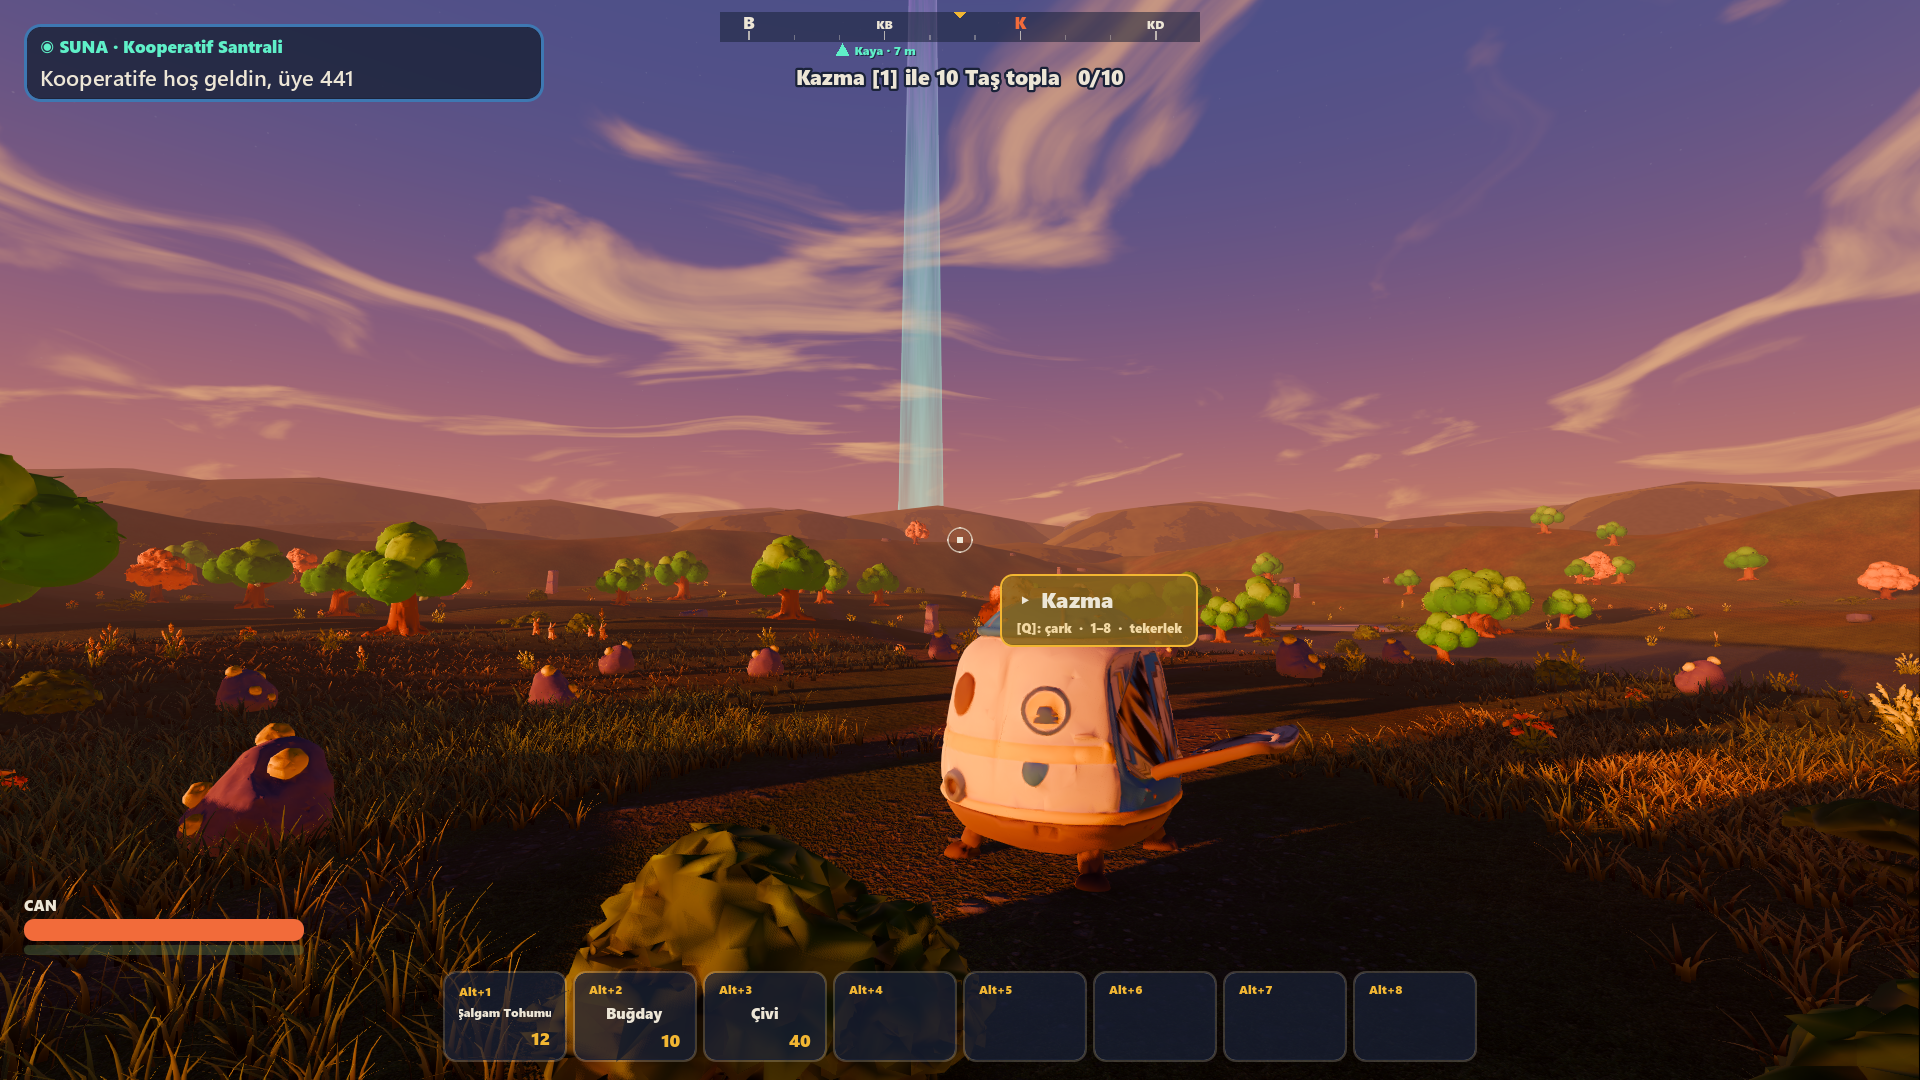 SUNA · Kooperatif Santrali
Kooperatife hoş geldin, üye 441
B
KB
K
KD
Kaya · 7 m
Kazma [1] ile 10 Taş topla 0/10
Kazma
[Q]: çark · 1–8 · tekerlek
CAN
Alt+1
Şalgam Tohumu
12
Alt+2
Buğday
10
Alt+3
Çivi
40
Alt+4
Alt+5
Alt+6
Alt+7
Alt+8